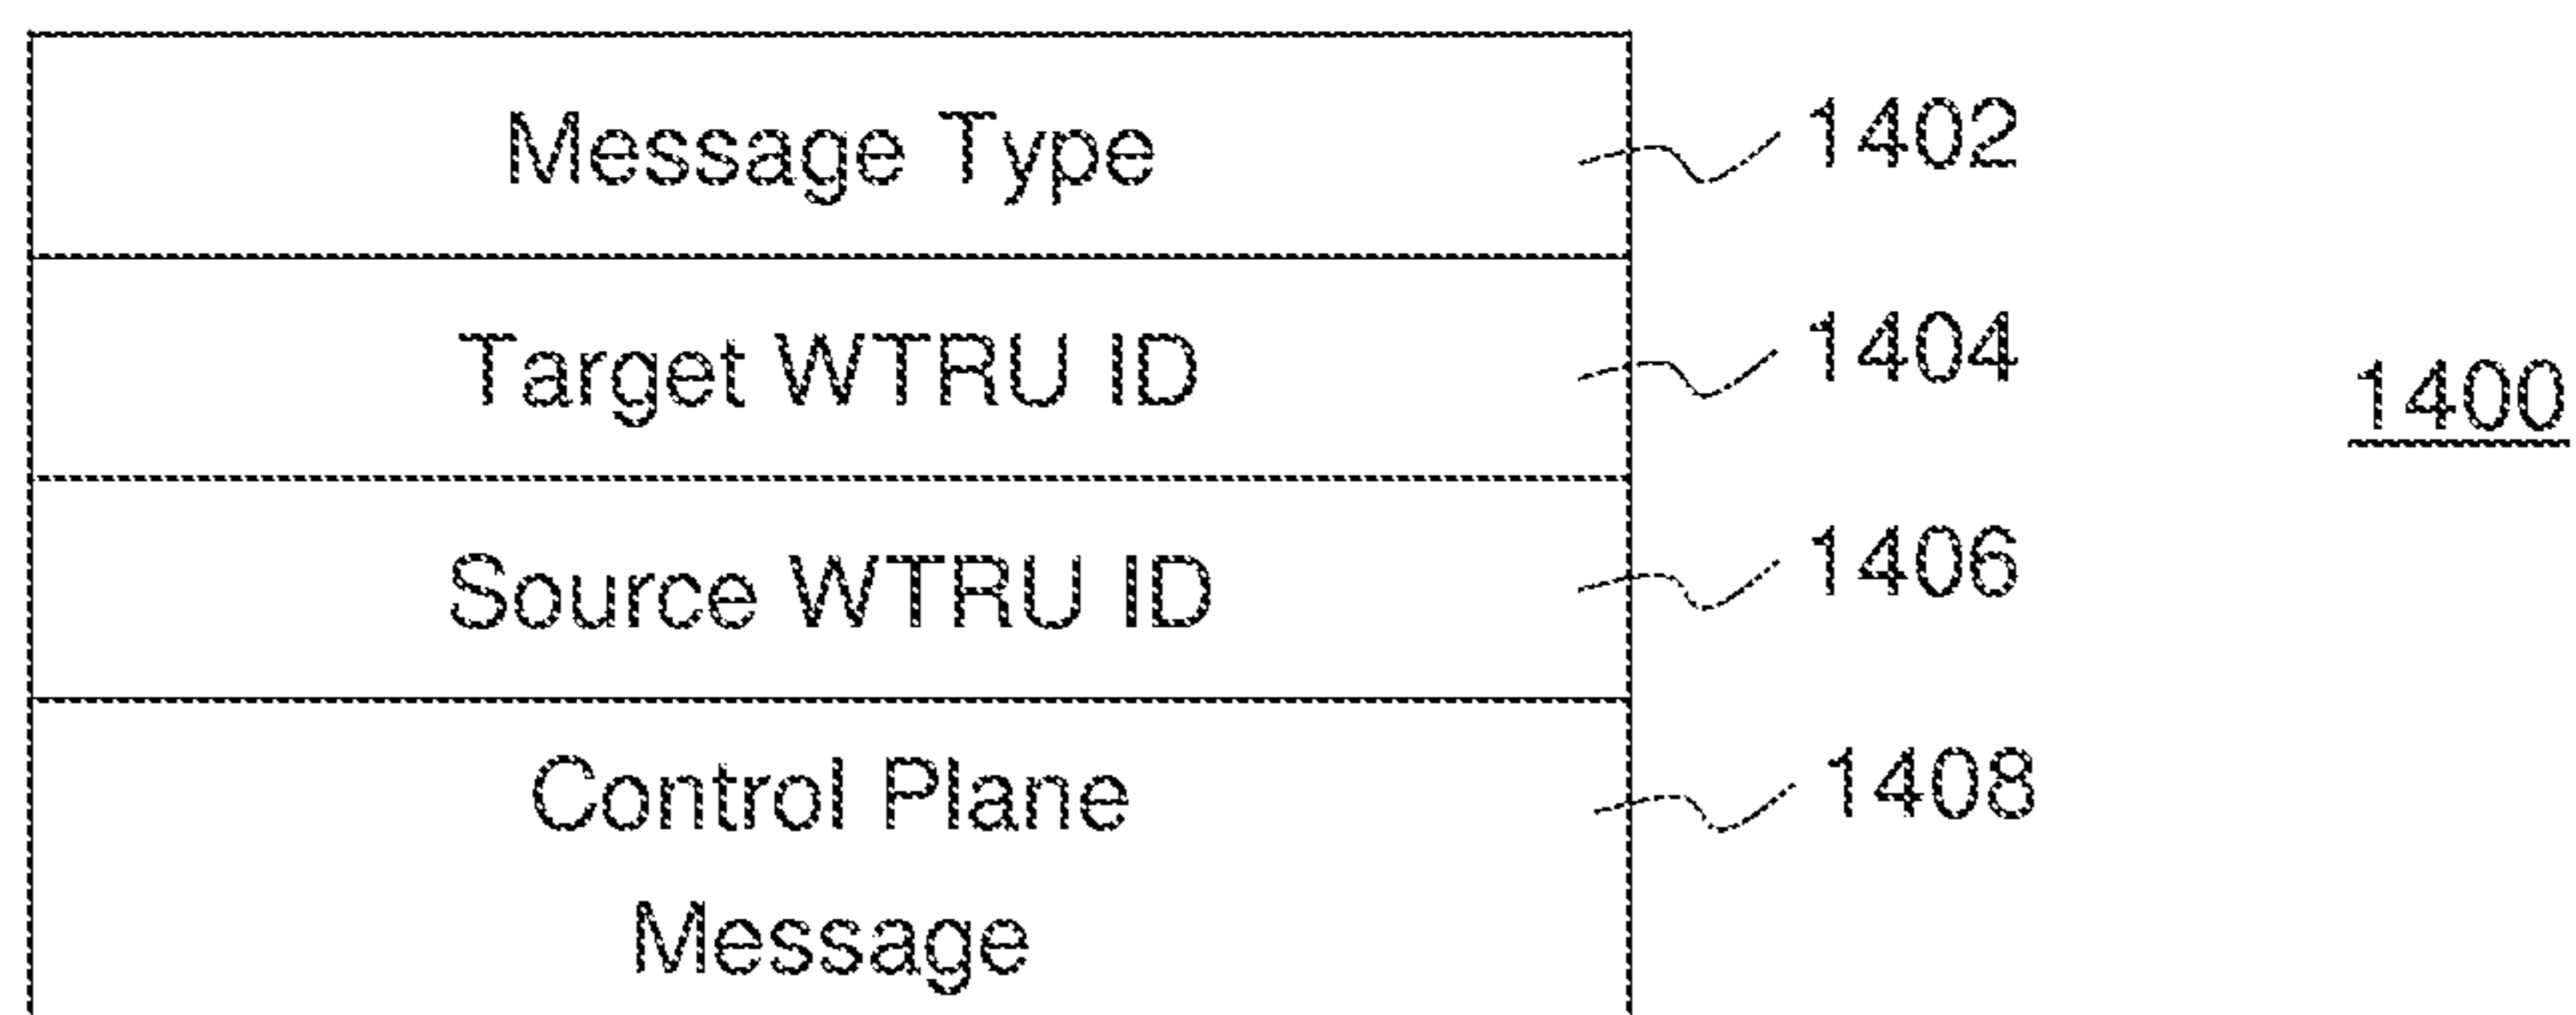 Message Type 1402
Target WTRU ID 1404
1400
Source WTRU ID 1406
Control Plane 1408
Message